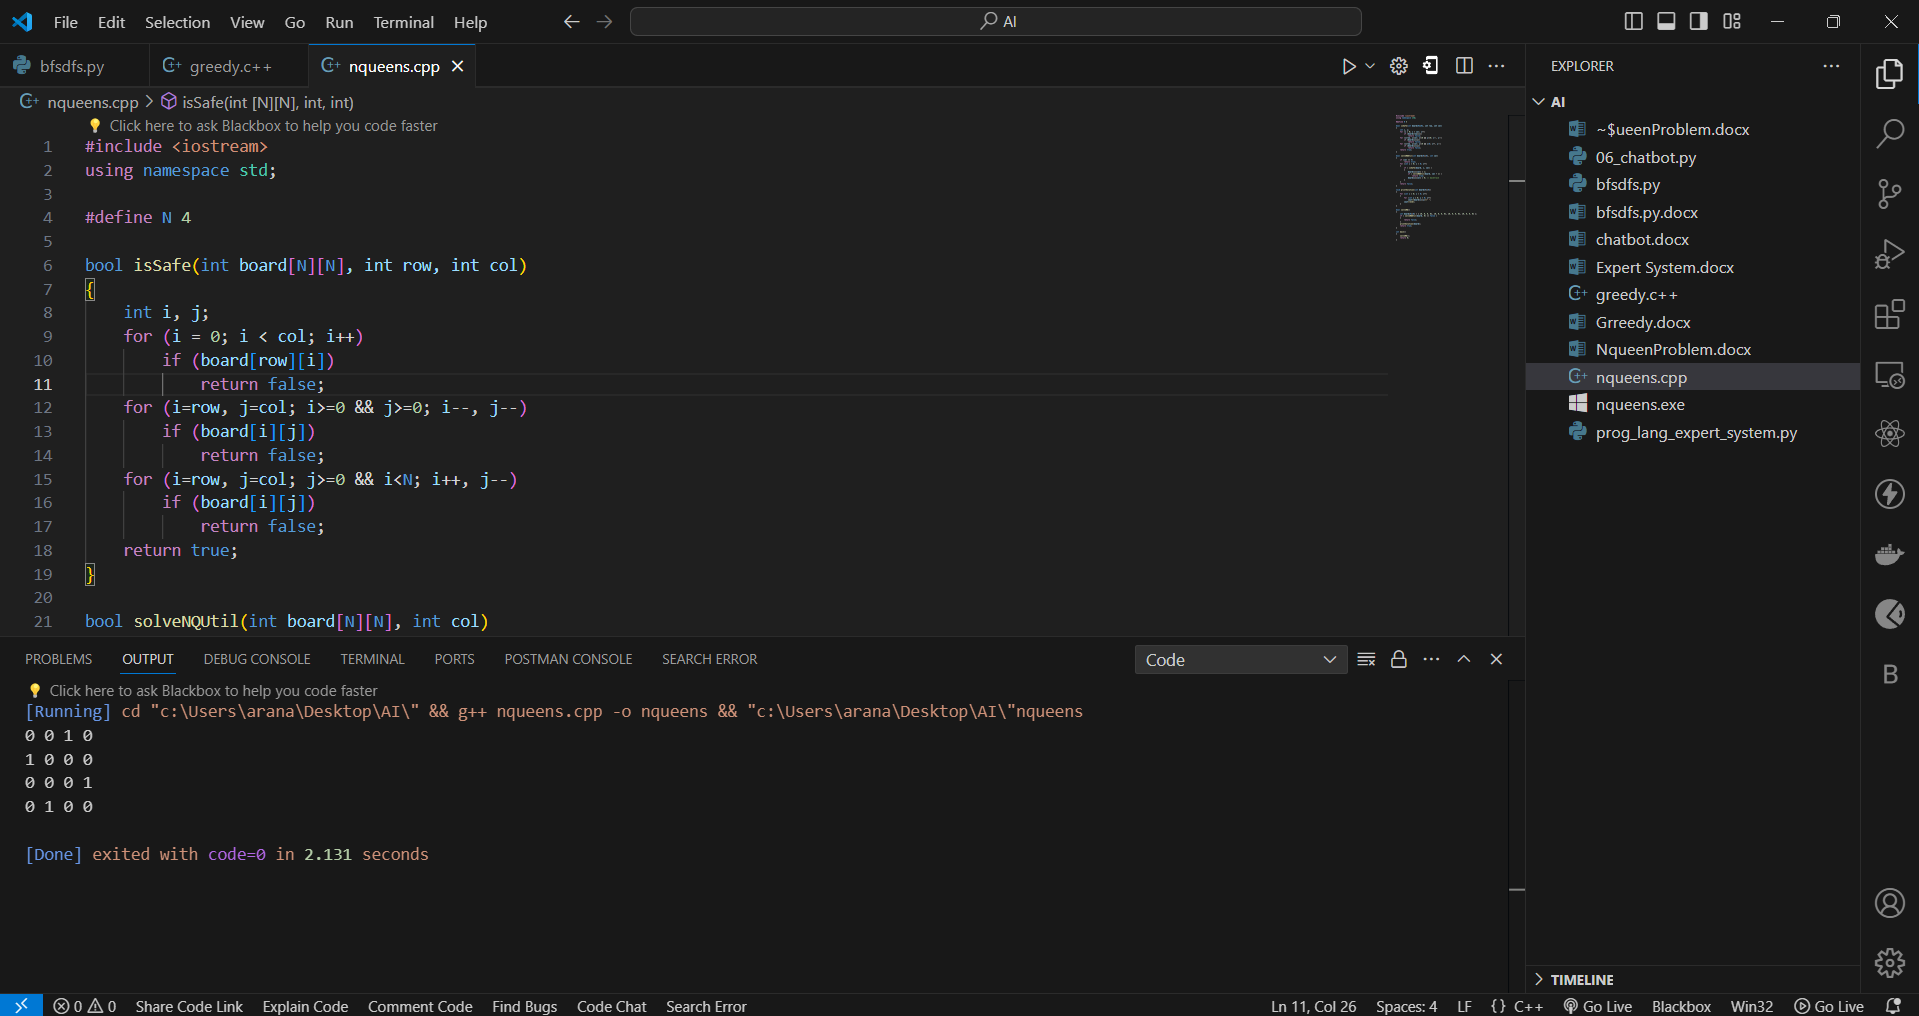 File Edit Selection View Go Run Terminal Help
AI
bfsdfs.py
greedy.c++
nqueens.cpp
nqueens.cpp > isSafe(int [N][N], int, int)
Click here to ask Blackbox to help you code faster
1 #include <iostream>
2 using namespace std;
3
4 #define N 4
5
6 bool isSafe(int board[N][N], int row, int col)
7 {
8     int i, j;
9     for (i = 0; i < col; i++)
10         if (board[row][i])
11             return false;
12     for (i=row, j=col; i>=0 && j>=0; i--, j--)
13         if (board[i][j])
14             return false;
15     for (i=row, j=col; j>=0 && i<N; i++, j--)
16         if (board[i][j])
17             return false;
18     return true;
19 }
20
21 bool solveNQUtil(int board[N][N], int col)
PROBLEMS OUTPUT DEBUG CONSOLE TERMINAL PORTS POSTMAN CONSOLE SEARCH ERROR
Code
Click here to ask Blackbox to help you code faster
[Running] cd "c:\Users\arana\Desktop\AI\" && g++ nqueens.cpp -o nqueens && "c:\Users\arana\Desktop\AI\"nqueens
0 0 1 0
1 0 0 0
0 0 0 1
0 1 0 0
[Done] exited with code=0 in 2.131 seconds
EXPLORER
AI
~$ueenProblem.docx
06_chatbot.py
bfsdfs.py
bfsdfs.py.docx
chatbot.docx
Expert System.docx
greedy.c++
Grreedy.docx
NqueenProblem.docx
nqueens.cpp
nqueens.exe
prog_lang_expert_system.py
TIMELINE
B
0 0 Share Code Link Explain Code Comment Code Find Bugs Code Chat Search Error
Ln 11, Col 26 Spaces: 4 LF {} C++ Go Live Blackbox Win32 Go Live